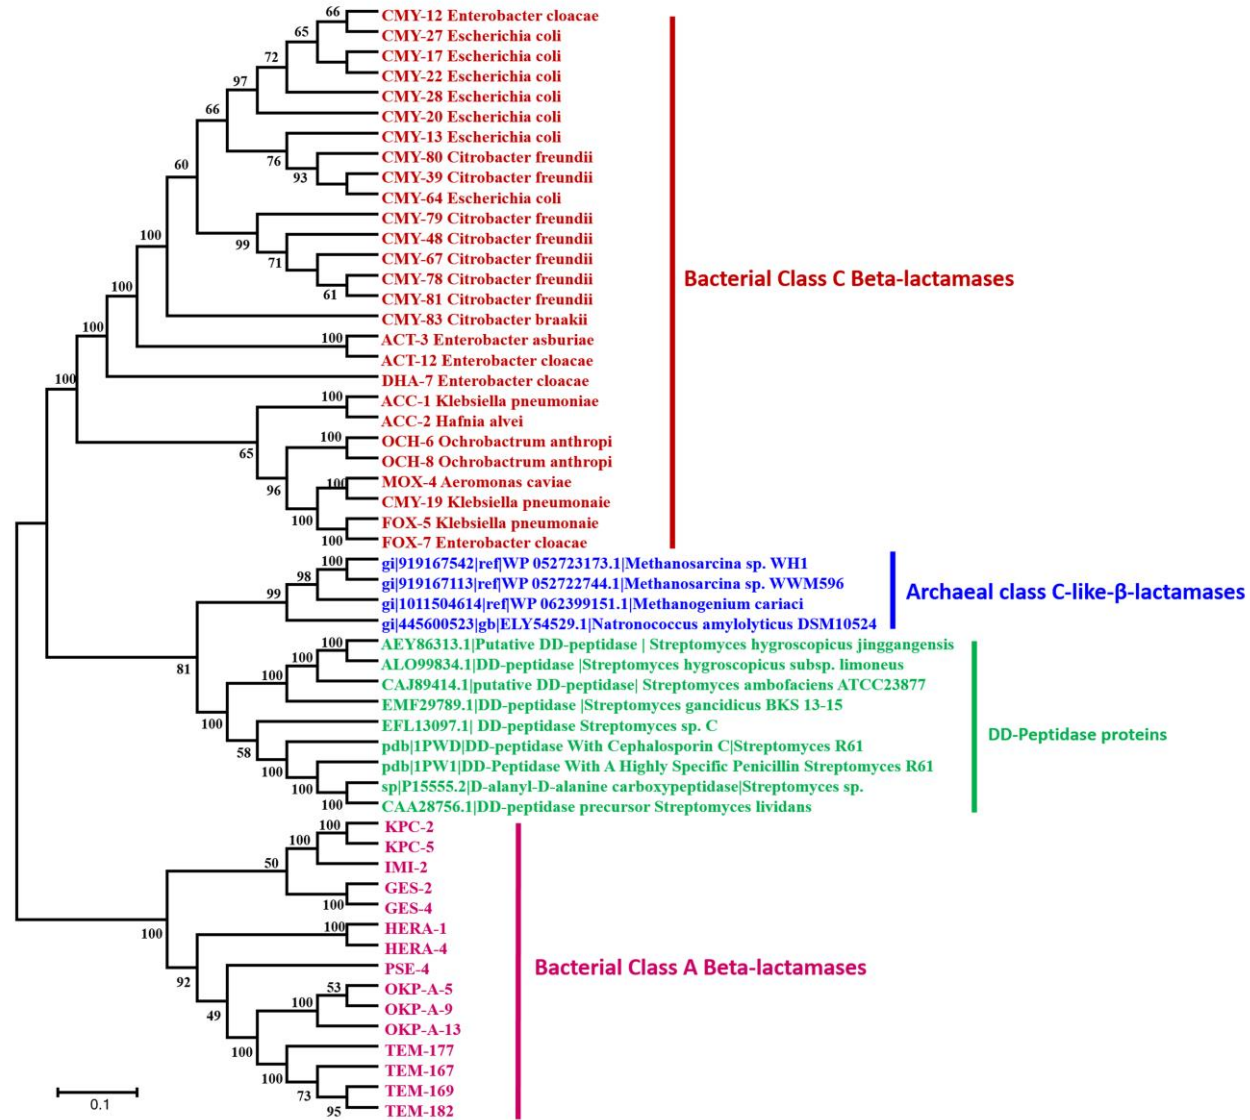 CMY-12 Enterobacter cloacae
CMY-27 Escherichia coli
CMY-17 Escherichia coli
CMY-22 Escherichia coli
CMY-28 Escherichia coli
CMY-20 Escherichia coli
CMY-13 Escherichia coli
CMY-80 Citrobacter freundii
CMY-39 Citrobacter freundii
CMY-64 Escherichia coli
CMY-79 Citrobacter freundii
CMY-48 Citrobacter freundii
CMY-67 Citrobacter freundii
CMY-78 Citrobacter freundii
CMY-81 Citrobacter freundii
CMY-83 Citrobacter braakii
ACT-3 Enterobacter asburiae
ACT-12 Enterobacter cloacae
DHA-7 Enterobacter cloacae
ACC-1 Klebsiella pneumoniae
ACC-2 Hafnia alvei
OCH-6 Ochrobactrum anthropi
OCH-8 Ochrobactrum anthropi
MOX-4 Aeromonas caviae
CMY-19 Klebsiella pneumonaie
FOX-5 Klebsiella pneumonaie
FOX-7 Enterobacter cloacae
Bacterial Class C Beta-lactamases
gi|919167542|ref|WP 052723173.1|Methanosarcina sp. WH1
gi|919167113|ref|WP 052722744.1|Methanosarcina sp. WWM596
gi|1011504614|ref|WP 062399151.1|Methanogenium cariaci
gi|445600523|gb|ELY54529.1|Natronococcus amylolyticus DSM10524
Archaeal class C-like-β-lactamases
AEY86313.1|Putative DD-peptidase | Streptomyces hygroscopicus jinggangensis
ALO99834.1|DD-peptidase |Streptomyces hygroscopicus subsp. limoneus
CAJ89414.1|putative DD-peptidase| Streptomyces ambofaciens ATCC23877
EMF29789.1|DD-peptidase |Streptomyces gancidicus BKS 13-15
EFL13097.1| DD-peptidase Streptomyces sp. C
pdb|1PWD|DD-peptidase With Cephalosporin C|Streptomyces R61
pdb|1PW1|DD-Peptidase With A Highly Specific Penicillin Streptomyces R61
sp|P15555.2|D-alanyl-D-alanine carboxypeptidase|Streptomyces sp.
CAA28756.1|DD-peptidase precursor Streptomyces lividans
DD-Peptidase proteins
KPC-2
KPC-5
IMI-2
GES-2
GES-4
HERA-1
HERA-4
PSE-4
OKP-A-5
OKP-A-9
OKP-A-13
TEM-177
TEM-167
TEM-169
TEM-182
Bacterial Class A Beta-lactamases
66
65
72
97
66
76
93
60
99
71
61
100
100
100
100
100
100
65
100
96
100
100
100
100
98
99
81
100
100
100
100
58
100
100
100
100
100
50
100
100
100
92
49
53
100
100
100
73
95
0.1